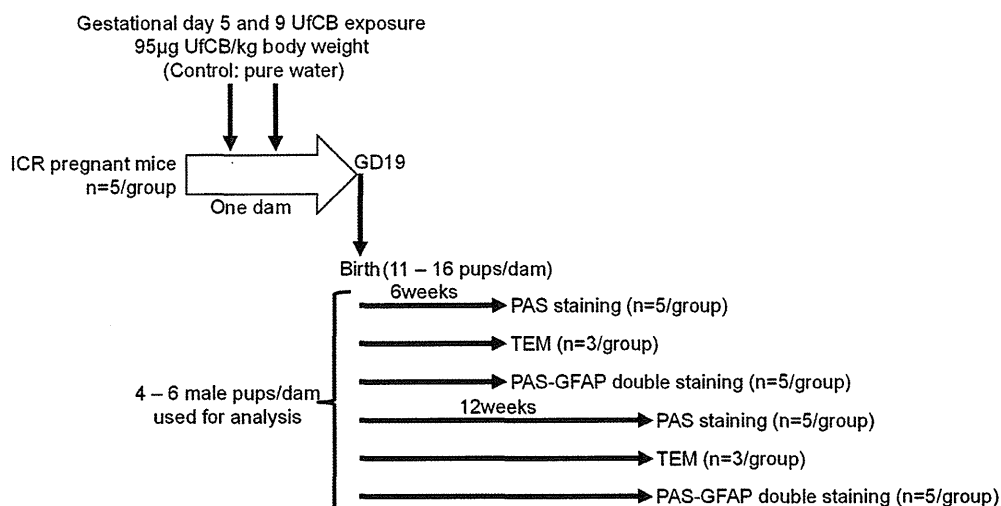 Gestational day 5 and 9 UfCB exposure
95µg UfCB/kg body weight
(Control: pure water)
ICR pregnant mice
n=5/group
GD19
One dam
Birth (11 – 16 pups/dam)
6weeks
PAS staining (n=5/group)
TEM (n=3/group)
PAS-GFAP double staining (n=5/group)
4 – 6 male pups/dam
used for analysis
12weeks
PAS staining (n=5/group)
TEM (n=3/group)
PAS-GFAP double staining (n=5/group)